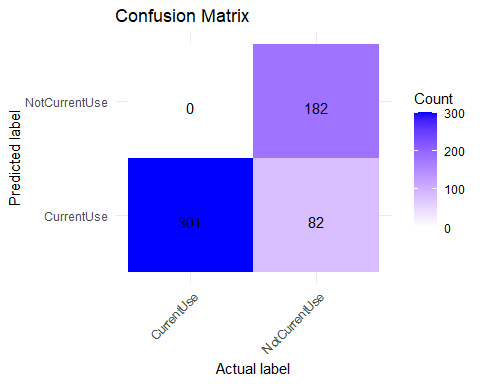 Confusion Matrix
Predicted label
NotCurrentUse
0
182
CurrentUse
301
82
CurrentUse
NotCurrentUse
Actual label
Count
300
200
100
0